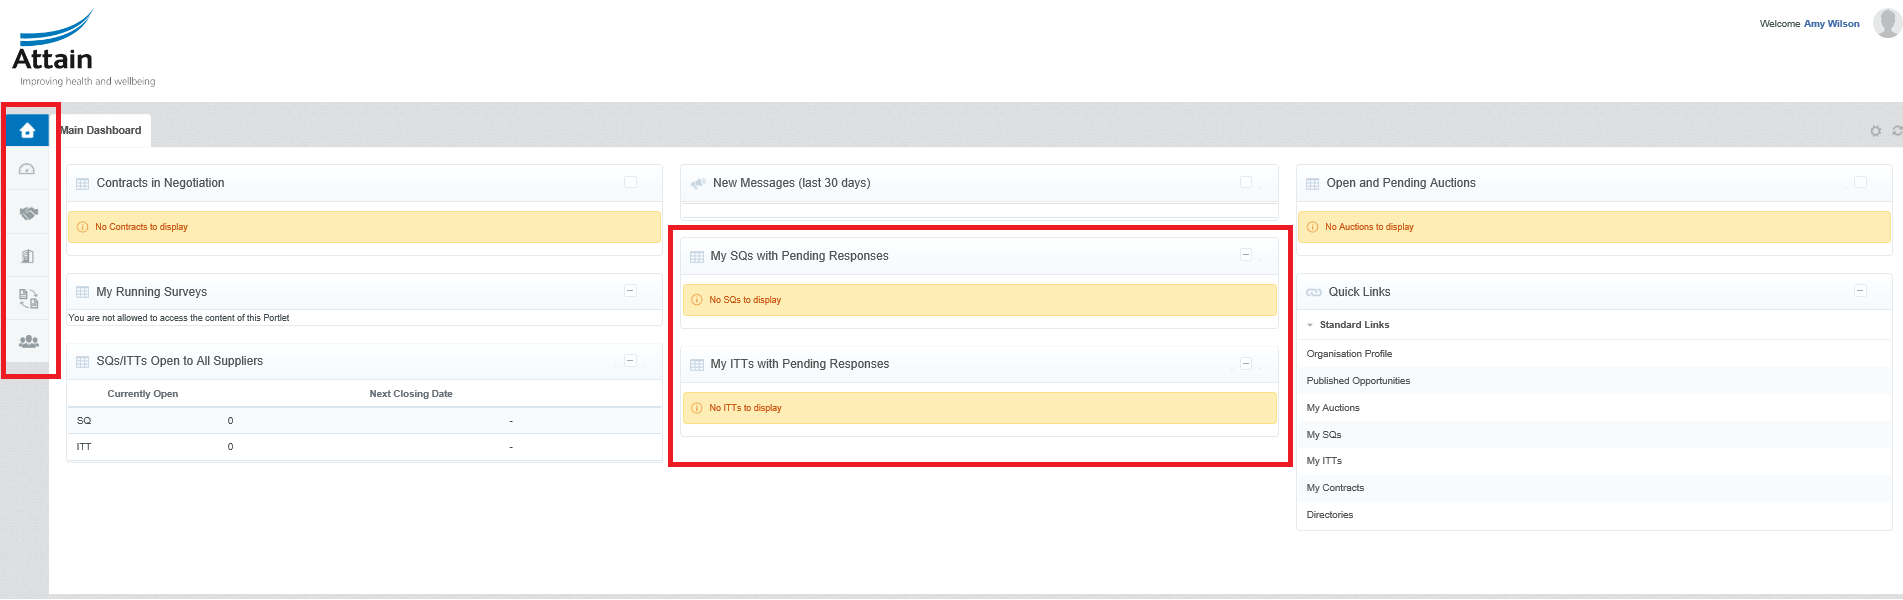 Attain
Improving health and wellbeing
Welcome Amy Wilson
Main Dashboard
Contracts in Negotiation
No Contracts to display
My Running Surveys
You are not allowed to access the content of this Portlet
SQs/ITTs Open to All Suppliers
Currently Open Next Closing Date
SQ 0 -
ITT 0 -
New Messages (last 30 days)
My SQs with Pending Responses
No SQs to display
My ITTs with Pending Responses
No ITTs to display
Open and Pending Auctions
No Auctions to display
Quick Links
Standard Links
Organisation Profile
Published Opportunities
My Auctions
My SQs
My ITTs
My Contracts
Directories